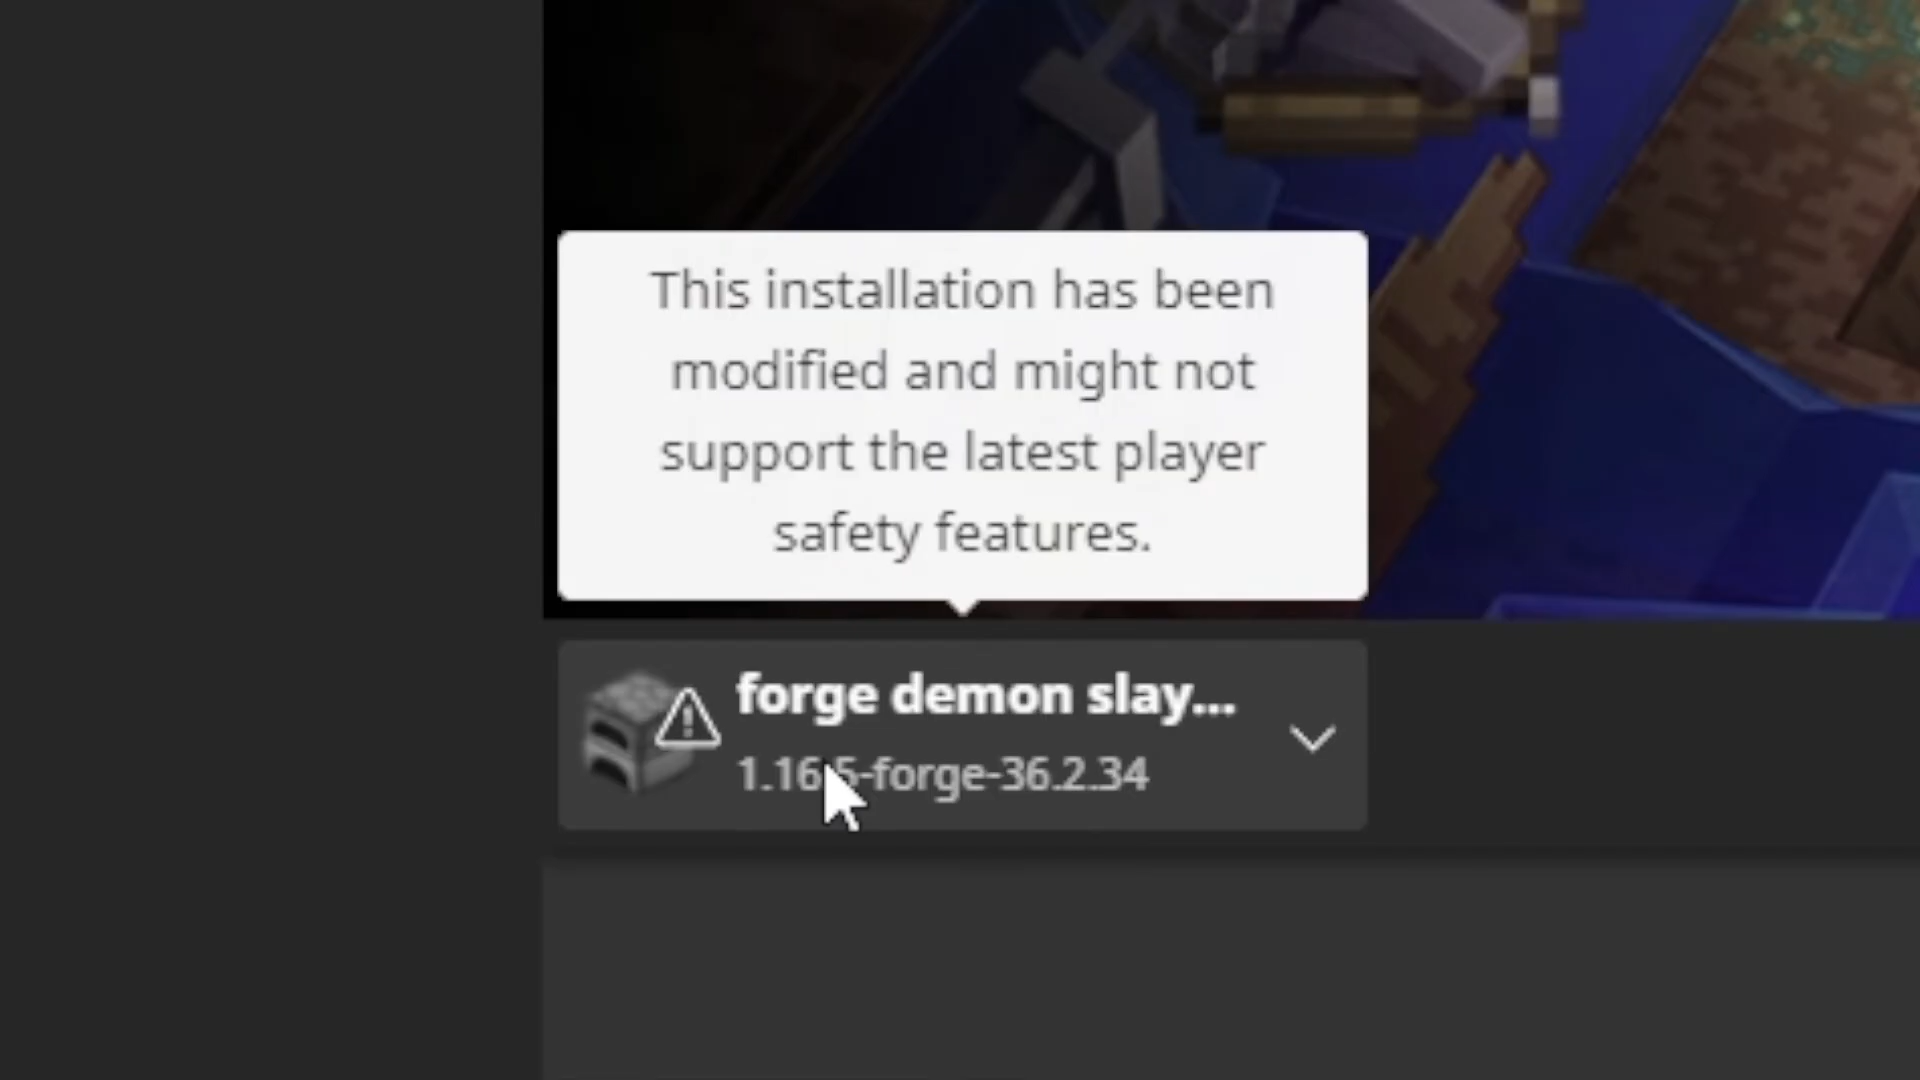 This installation has been
modified and might not
support the latest player
safety features.
forge demon slay...
1.16.5-forge-36.2.34